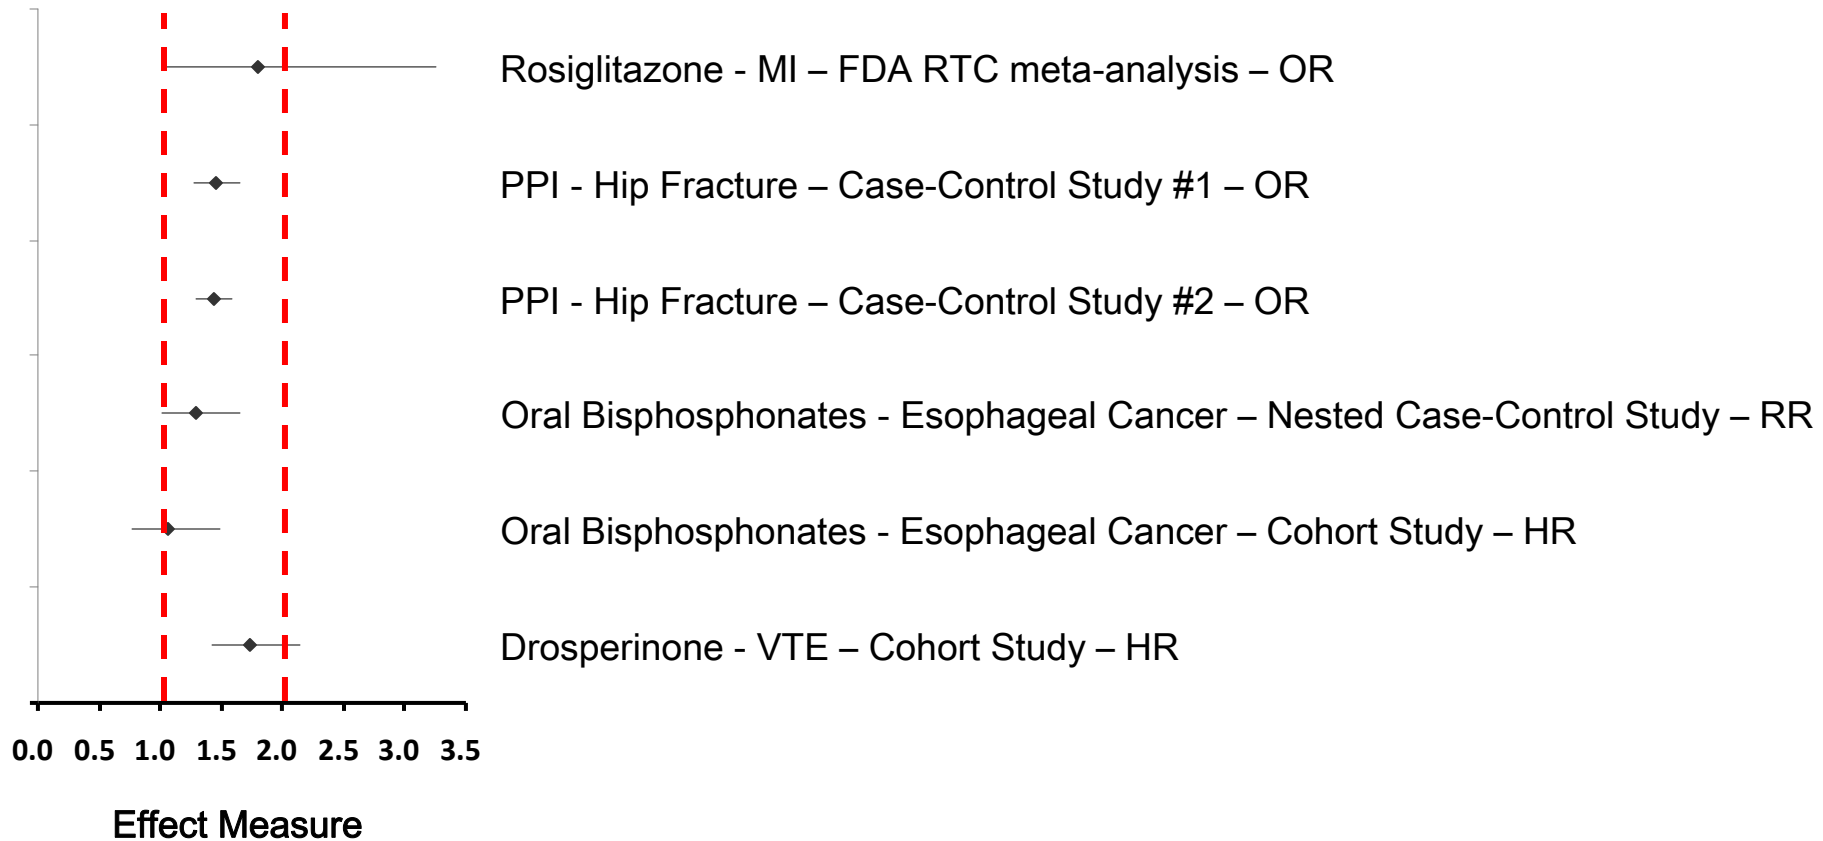 Rosiglitazone - MI – FDA RTC meta-analysis – OR
PPI - Hip Fracture – Case-Control Study #1 – OR
PPI - Hip Fracture – Case-Control Study #2 – OR
Oral Bisphosphonates - Esophageal Cancer – Nested Case-Control Study – RR
Oral Bisphosphonates - Esophageal Cancer – Cohort Study – HR
Drosperinone - VTE – Cohort Study – HR
0.0 0.5 1.0 1.5 2.0 2.5 3.0 3.5
Effect Measure